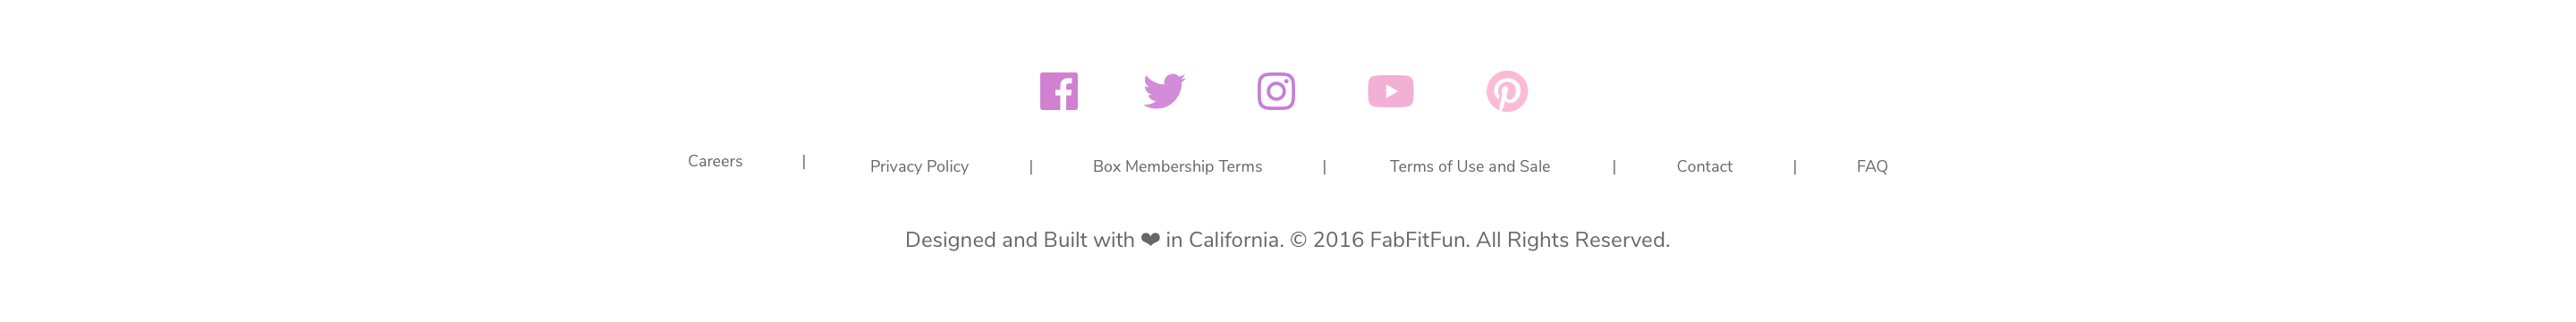 Careers | Privacy Policy | Box Membership Terms | Terms of Use and Sale | Contact | FAQ
Designed and Built with ❤ in California. © 2016 FabFitFun. All Rights Reserved.